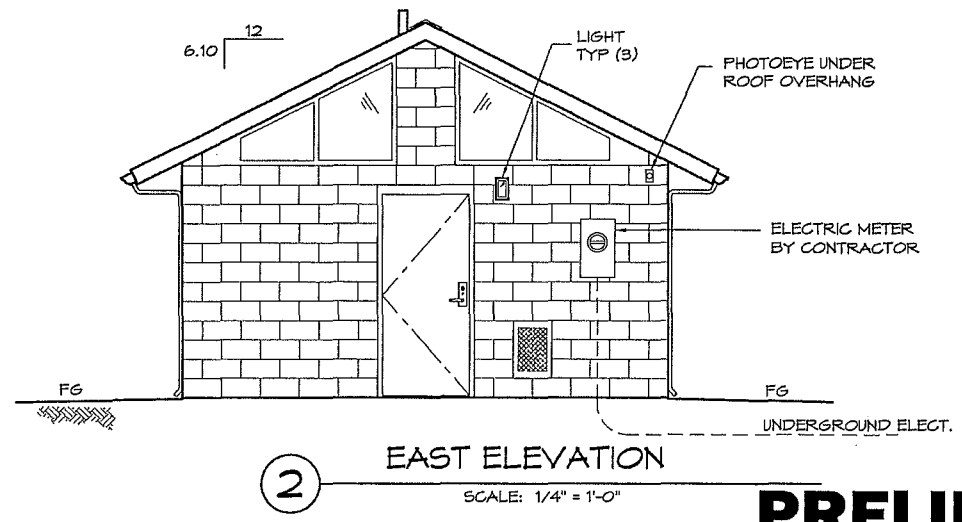 12
6.10
LIGHT
TYP (3)
PHOTOEYE UNDER
ROOF OVERHANG
ELECTRIC METER
BY CONTRACTOR
FG
FG
UNDERGROUND ELECT.
2
EAST ELEVATION
SCALE: 1/4" = 1'-0"